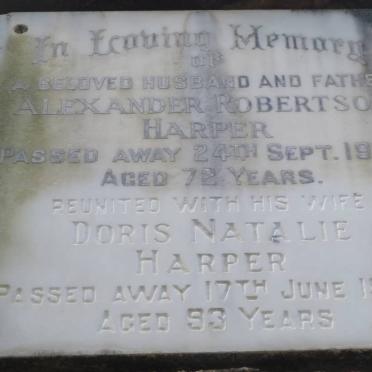 In Loving Memory
OF
A BELOVED HUSBAND AND FATHE
ALEXANDER ROBERTSO
HARPER
PASSED AWAY 24TH SEPT. 19
AGED 72 YEARS.
REUNITED WITH HIS WIFE
DORIS NATALIE
HARPER
PASSED AWAY 17TH JUNE 1
AGED 93 YEARS